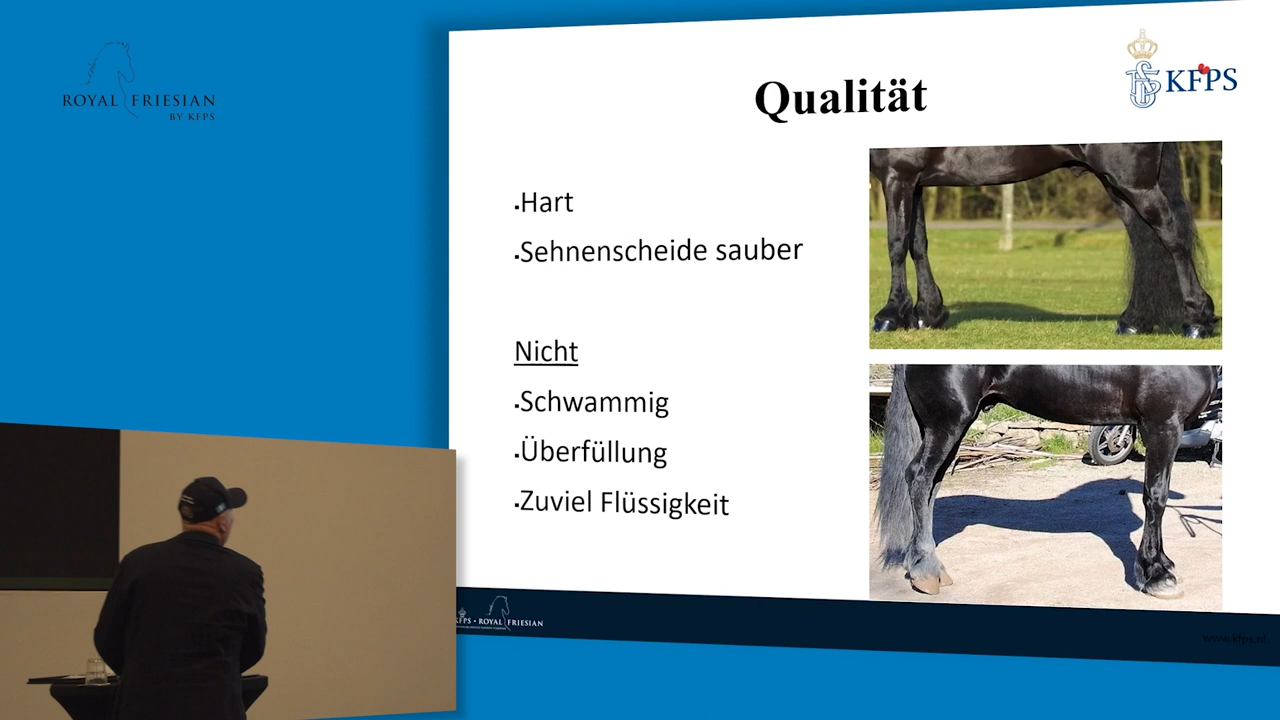 ROYAL FRIESIAN
BY KFPS
Qualität
KFPS
▪Hart
▪Sehnenscheide sauber
Nicht
▪Schwammig
▪Überfüllung
▪Zuviel Flüssigkeit
KFPS • ROYAL FRIESIAN
www.kfps.nl